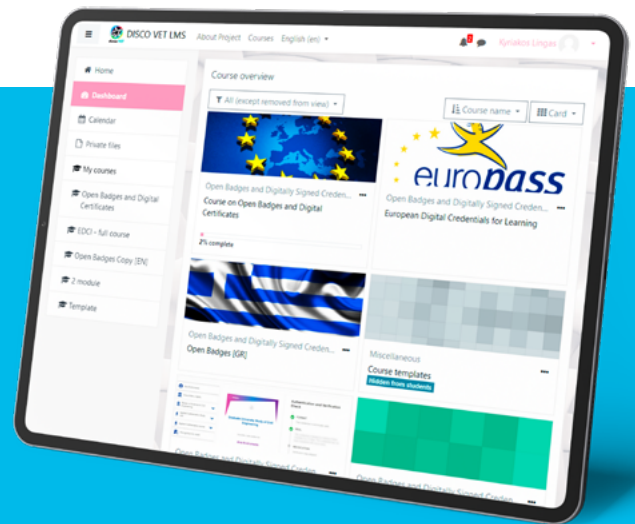 DISCO VET LMS
About Project
Courses
English (en)
Kyriakos Lingas
Home
Dashboard
Calendar
Private files
My courses
Open Badges and Digital
Certificates
EDCI – full course
Open Badges Copy [EN]
2 module
Template
Course overview
All (except removed from view)
Course name
Card
Open Badges and Digitally Signed Creden...
Course on Open Badges and Digital
Certificates
2% complete
europass
Open Badges and Digitally Signed Creden...
European Digital Credentials for Learning
Open Badges and Digitally Signed Creden...
Open Badges [GR]
Miscellaneous
Course templates
Hidden from students
Open Badges and Digitally Signed Creden...
Open Badges and Digitally Signed Creden...